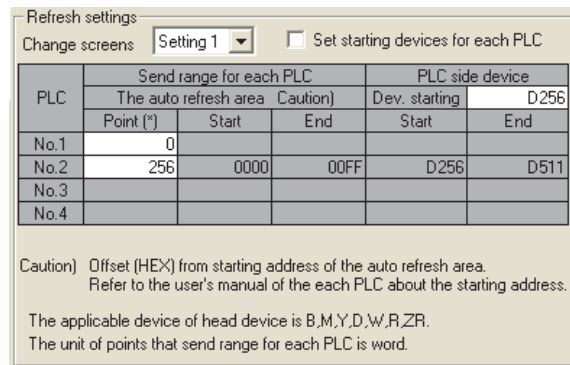 Refresh settings
Change screens Setting 1 Set starting devices for each PLC
PLC Send range for each PLC PLC side device
The auto refresh area Caution) Dev. starting D256
Point (*) Start End Start End
No.1 0
No.2 256 0000 00FF D256 D511
No.3
No.4
Caution) Offset (HEX) from starting address of the auto refresh area.
Refer to the user's manual of the each PLC about the starting address.
The applicable device of head device is B,M,Y,D,W,R,ZR.
The unit of points that send range for each PLC is word.